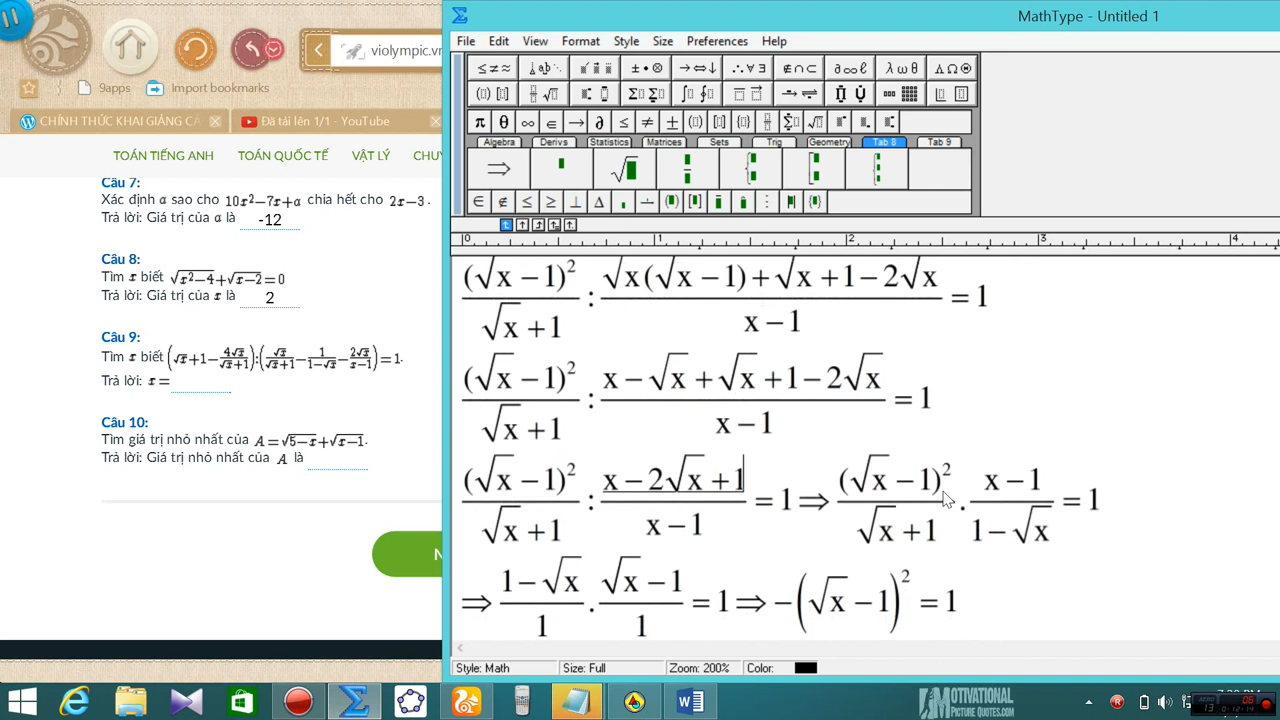 MathType - Untitled 1
File Edit View Format Style Size Preferences Help
violympic.vn
9apps Import bookmarks
CHÍNH THỨC KHAI GIẢNG CÁ
Đã tải lên 1/1 - YouTube
TOÁN TIẾNG ANH TOÁN QUỐC TẾ VẬT LÝ CHU
Algebra Derivs Statistics Matrices Sets Trig Geometry Tab 8 Tab 9
0 1 2 3 4
Câu 7:
Xác định a sao cho 10x²−7x+a chia hết cho 2x−3.
Trả lời: Giá trị của a là -12
Câu 8:
Tìm x biết √(x²−4)+√(x−2)=0
Trả lời: Giá trị của x là 2
Câu 9:
Tìm x biết (√x+1−4√x/(√x+1)):(√x/(√x+1)−1/(1−√x)−2√x/(x−1))=1.
Trả lời: x=
Câu 10:
Tìm giá trị nhỏ nhất của A=√(5−x)+√(x−1).
Trả lời: Giá trị nhỏ nhất của A là
N
(√x−1)²/(√x+1) : (√x(√x−1)+√x+1−2√x)/(x−1) = 1
(√x−1)²/(√x+1) : (x−√x+√x+1−2√x)/(x−1) = 1
(√x−1)²/(√x+1) : (x−2√x+1)/(x−1) = 1 ⇒ (√x−1)²/(√x+1) . (x−1)/(1−√x) = 1
⇒ (1−√x)/1 . (√x−1)/1 = 1 ⇒ −(√x−1)² = 1
Style: Math Size: Full Zoom: 200% Color:
MOTIVATIONAL
PICTURE QUOTES.COM